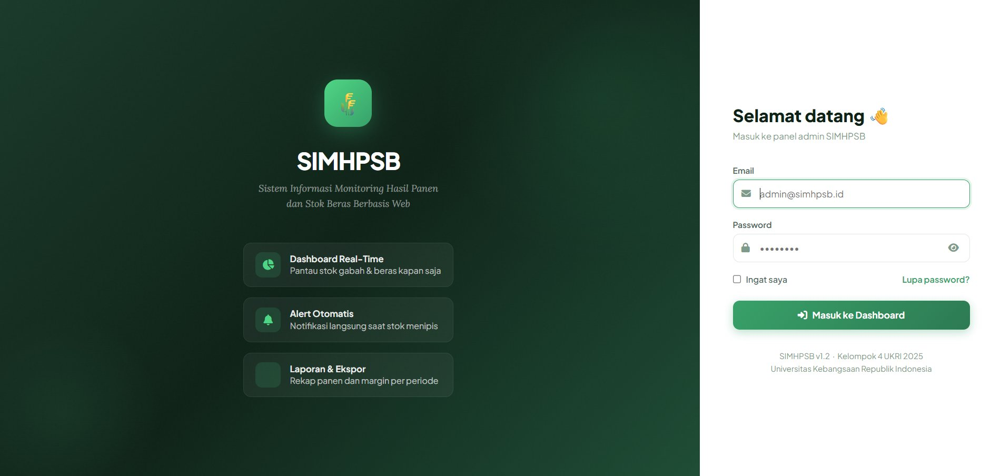 SIMHPSB
Sistem Informasi Monitoring Hasil Panen
dan Stok Beras Berbasis Web
Dashboard Real-Time
Pantau stok gabah & beras kapan saja
Alert Otomatis
Notifikasi langsung saat stok menipis
Laporan & Ekspor
Rekap panen dan margin per periode
Selamat datang 👋
Masuk ke panel admin SIMHPSB
Email
admin@simhpsb.id
Password
••••••••
Ingat saya
Lupa password?
Masuk ke Dashboard
SIMHPSB v1.2 · Kelompok 4 UKRI 2025
Universitas Kebangsaan Republik Indonesia